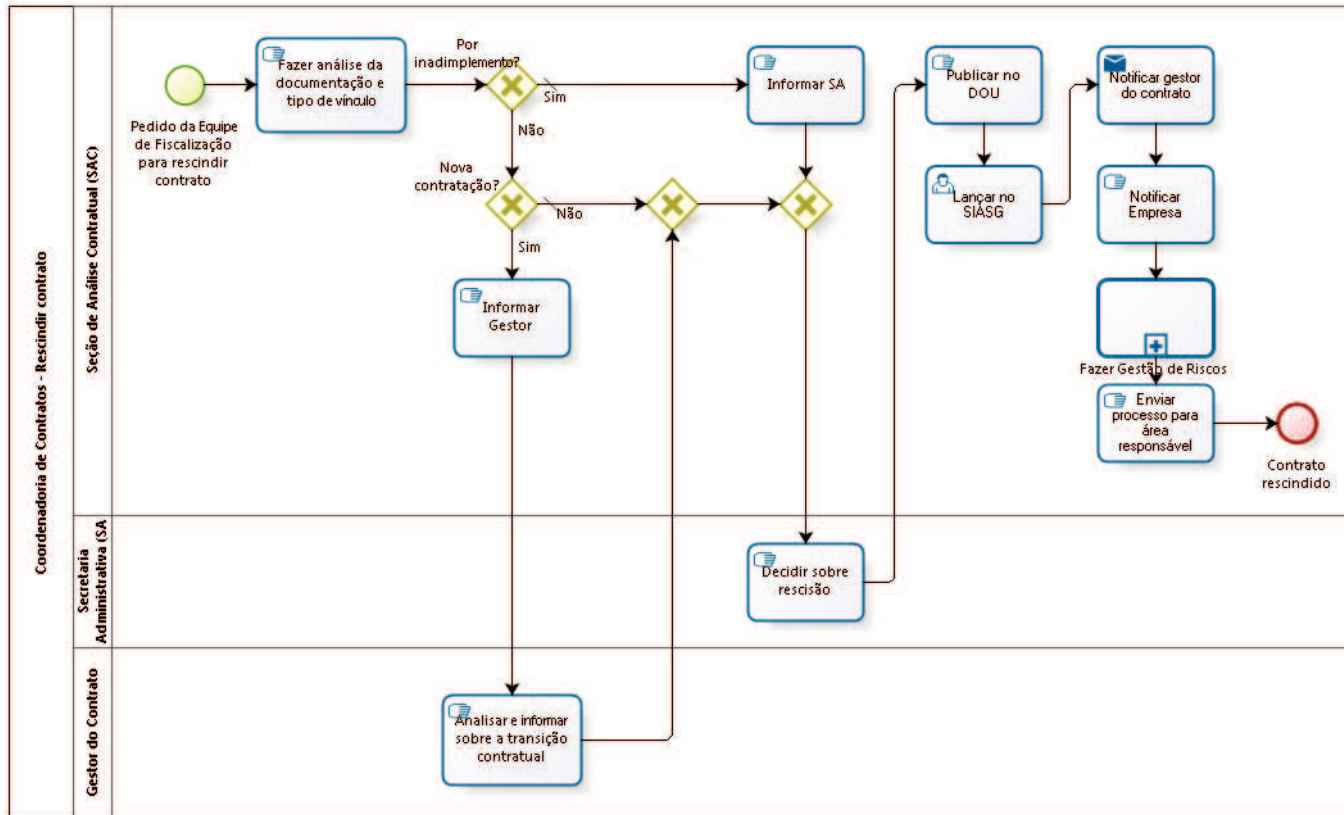 Coordenadoria de Contratos - Rescindir contrato
Seção de Análise Contratual (SAC)
Pedido da Equipe
de Fiscalização
para rescindir
contrato
Fazer análise da
documentação e
tipo de vínculo
Por
inadimplemento?
Sim
Não
Nova
contratação?
Não
Sim
Informar
Gestor
Informar SA
Publicar no
DOU
Lançar no
SIASG
Notificar gestor
do contrato
Notificar
Empresa
Fazer Gestão de Riscos
Enviar
processo para
área
responsável
Contrato
rescindido
Secretaria
Administrativa (SA
Decidir sobre
rescisão
Gestor do Contrato
Analisar e informar
sobre a transição
contratual